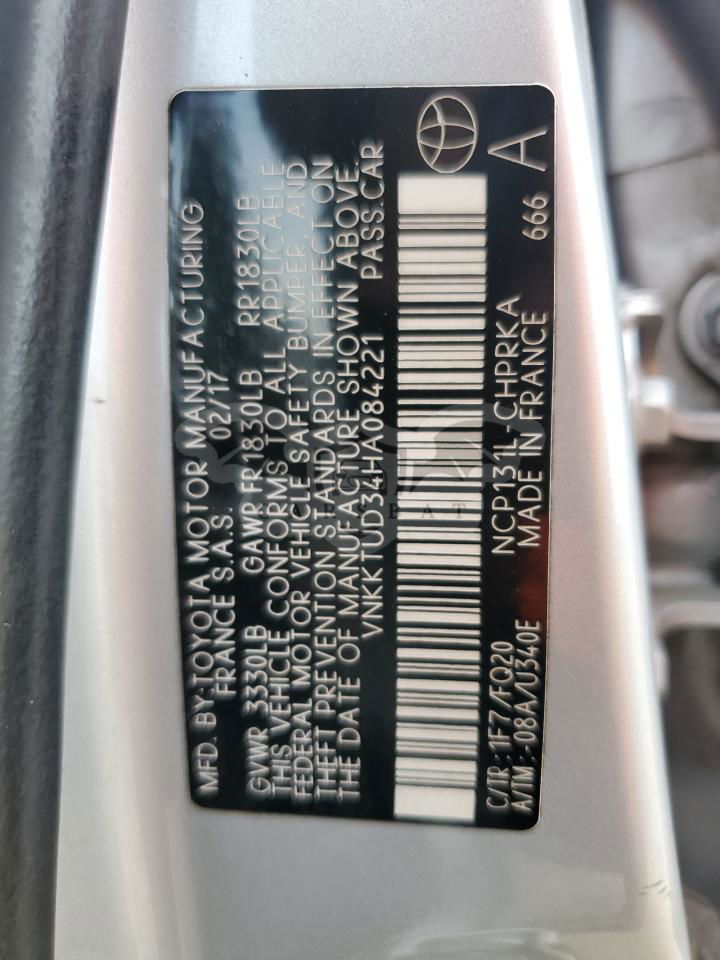 MFD. BY:TOYOTA MOTOR MANUFACTURING
FRANCE S.A.S. 02/17
GVWR 3330LB GAWR FR1830LB RR1830LB
THIS VEHICLE CONFORMS TO ALL APPLICABLE
FEDERAL MOTOR VEHICLE SAFETY BUMPER, AND
THEFT PREVENTION STANDARDS IN EFFECT ON
THE DATE OF MANUFACTURE SHOWN ABOVE.
VNKKTUD34HA084221 PASS.CAR
C/TR : 1F7/FQ20 NCP131L CHPRKA 666 A
A/TM : -08A/U340E MADE IN FRANCE